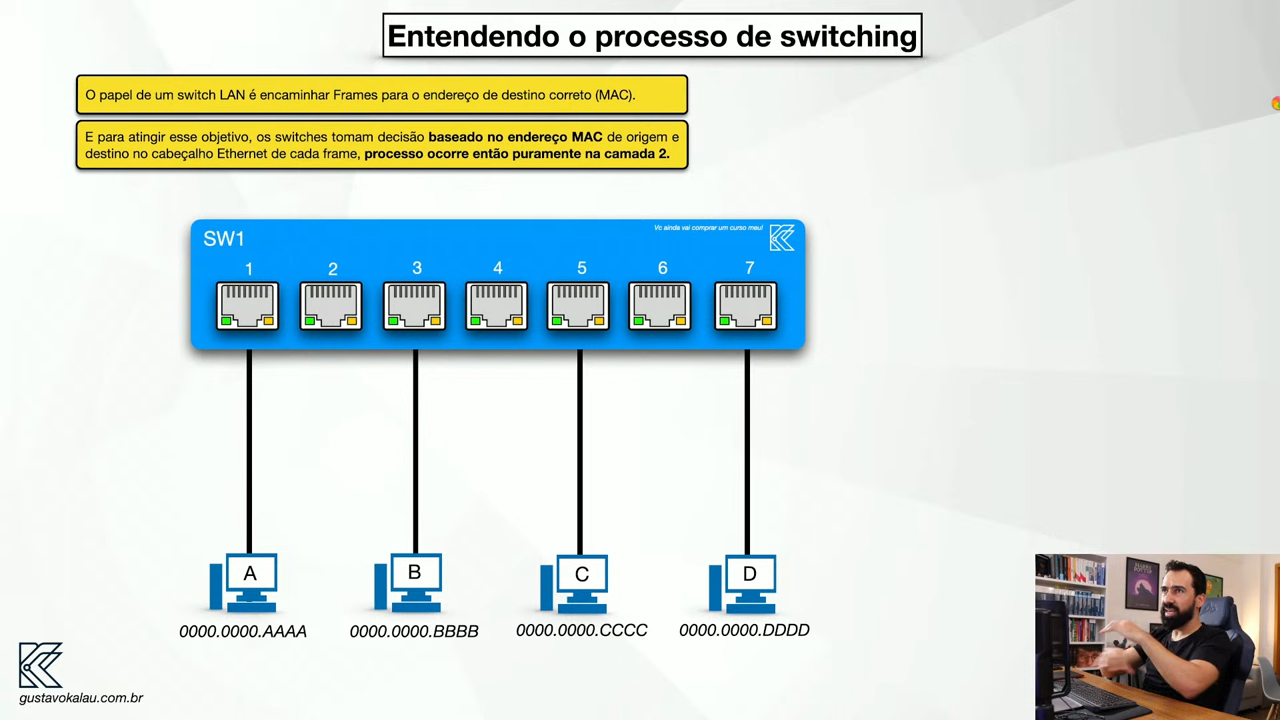 Entendendo o processo de switching
O papel de um switch LAN é encaminhar Frames para o endereço de destino correto (MAC).
E para atingir esse objetivo, os switches tomam decisão baseado no endereço MAC de origem e
destino no cabeçalho Ethernet de cada frame, processo ocorre então puramente na camada 2.
SW1
Vc ainda vai comprar um curso meu!
1 2 3 4 5 6 7
A B C D
0000.0000.AAAA 0000.0000.BBBB 0000.0000.CCCC 0000.0000.DDDD
gustavokalau.com.br
HARRY POTTER